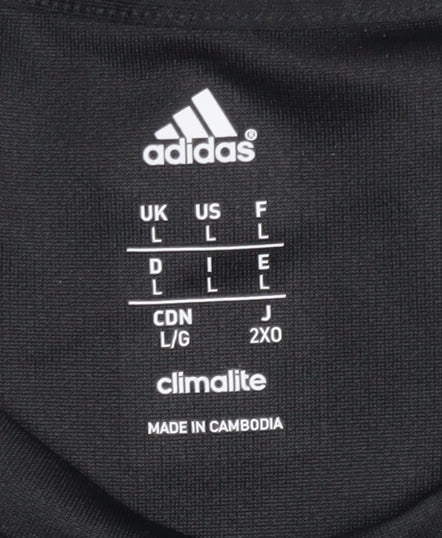 adidas®
UK US F
L L L
D I E
L L L
CDN J
L/G 2XO
climalite
MADE IN CAMBODIA